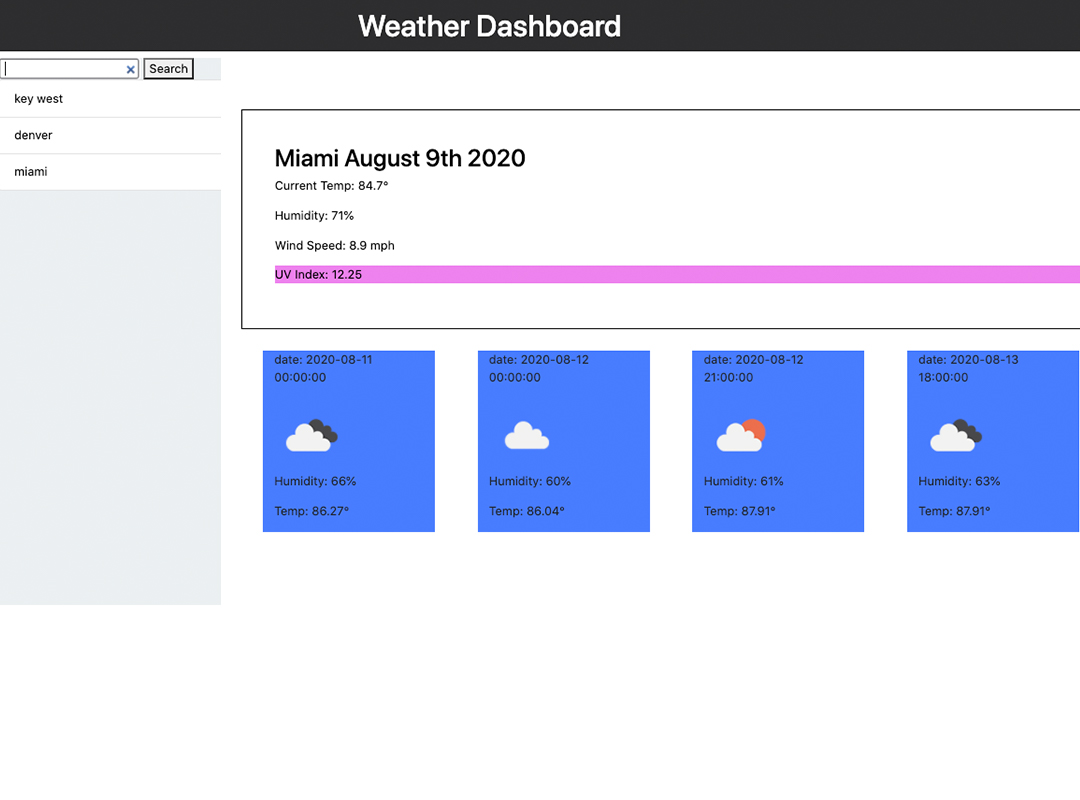 Weather Dashboard
Search
key west
denver
miami
Miami August 9th 2020
Current Temp: 84.7°
Humidity: 71%
Wind Speed: 8.9 mph
UV Index: 12.25
date: 2020-08-11
00:00:00
Humidity: 66%
Temp: 86.27°
date: 2020-08-12
00:00:00
Humidity: 60%
Temp: 86.04°
date: 2020-08-12
21:00:00
Humidity: 61%
Temp: 87.91°
date: 2020-08-13
18:00:00
Humidity: 63%
Temp: 87.91°